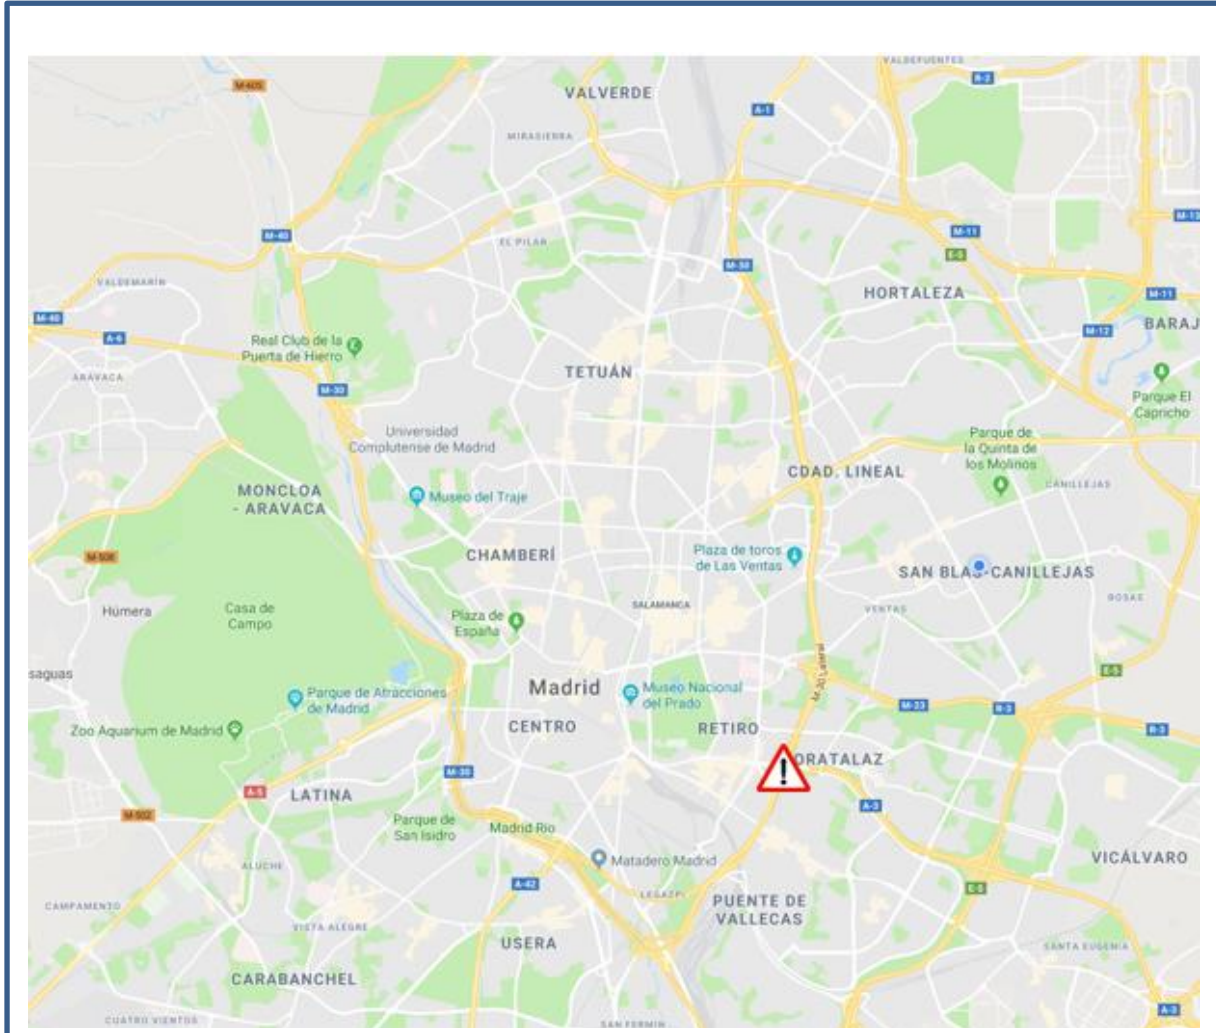 VALDEFUENTES
M-605
R-2
VALVERDE
A-1
MIRASIERRA
M-13
M-40
M-11
EL PILAR
E-5
M-30
VALDEMARÍN
HORTALEZA
M-11
M-40
M-12
BARAJ
A-6
Real Club de la
Puerta de Hierro
TETUÁN
ARAVACA
M-30
Parque El
Capricho
Universidad
Complutense de Madrid
Parque de
la Quinta de
los Molinos
CDAD. LINEAL
CANILLEJAS
MONCLOA
- ARAVACA
Museo del Traje
CHAMBERÍ
Plaza de toros
de Las Ventas
SAN BLAS-CANILLEJAS
ROSAS
Húmera
Casa de
Campo
SALAMANCA
VENTAS
Plaza de
España
M-30 Lateral
E-5
saguas
Madrid
Parque de Atracciones
de Madrid
Museo Nacional
del Prado
M-23
R-3
Zoo Aquarium de Madrid
CENTRO
RETIRO
R-3
!
ORATALAZ
M-30
A-5
LATINA
A-3
M-502
Parque de
San Isidro
Madrid Río
Matadero Madrid
VICÁLVARO
ALUCHE
A-42
LEGAZPI
E-5
CAMPAMENTO
PUENTE DE
VALLECAS
VISTA ALEGRE
USERA
SANTA EUGENIA
CARABANCHEL
A-3
CUATRO VIENTOS
SAN FERMÍN